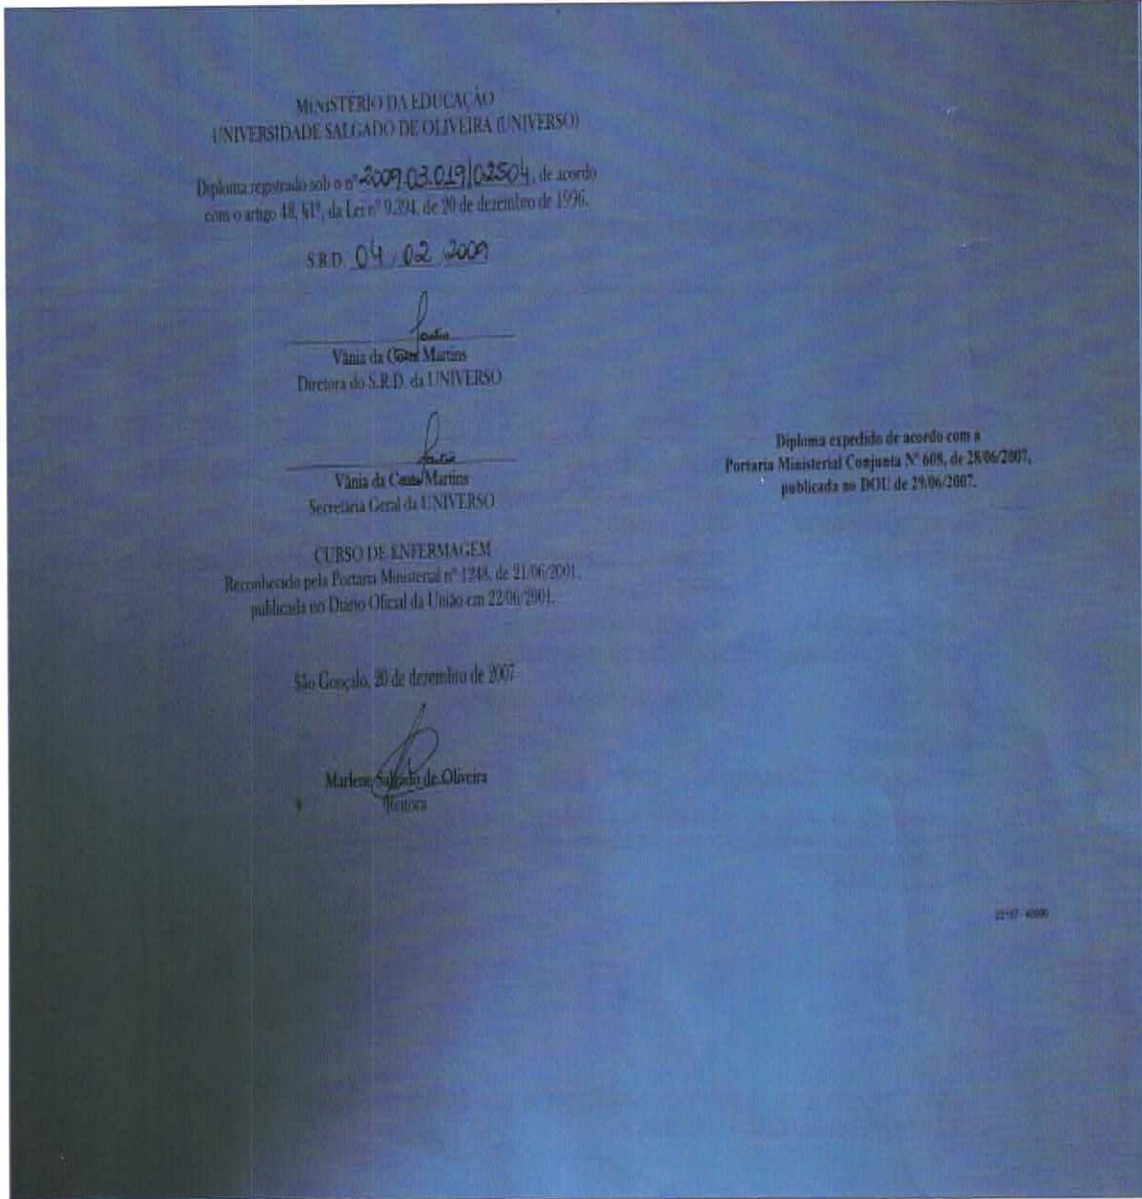 MINISTÉRIO DA EDUCAÇÃO
UNIVERSIDADE SALGADO DE OLIVEIRA (UNIVERSO)
Diploma registrado sob o nº 2009.03.019/02504, de acordo
com o artigo 48, §1º, da Lei nº 9.394, de 20 de dezembro de 1996.
S.R.D. 04 / 02 / 2009
Vânia da Costa Martins
Diretora do S.R.D. da UNIVERSO
Vânia da Costa Martins
Secretária Geral da UNIVERSO
CURSO DE ENFERMAGEM
Reconhecido pela Portaria Ministerial nº 1248, de 21/06/2001,
publicada no Diário Oficial da União em 22/06/2001.
São Gonçalo, 20 de dezembro de 2007
Marlene Salgado de Oliveira
Reitora
Diploma expedido de acordo com a
Portaria Ministerial Conjunta Nº 608, de 28/06/2007,
publicada no DOU de 29/06/2007.